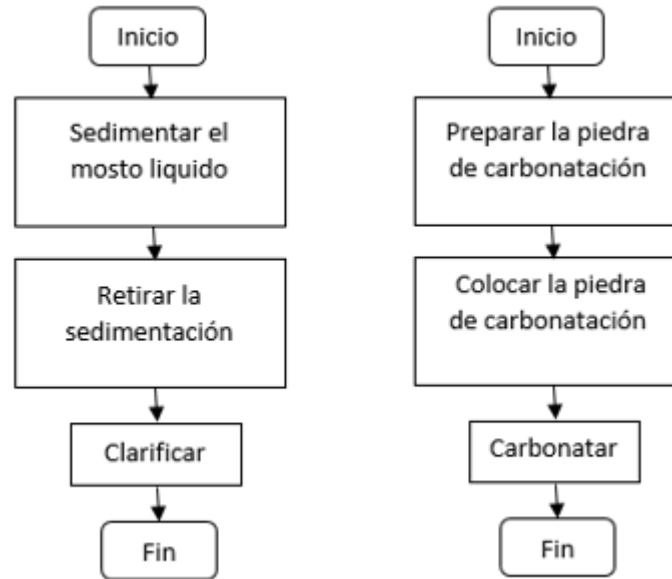 Inicio
Sedimentar el
mosto liquido
Retirar la
sedimentación
Clarificar
Fin
Inicio
Preparar la piedra
de carbonatación
Colocar la piedra
de carbonatación
Carbonatar
Fin